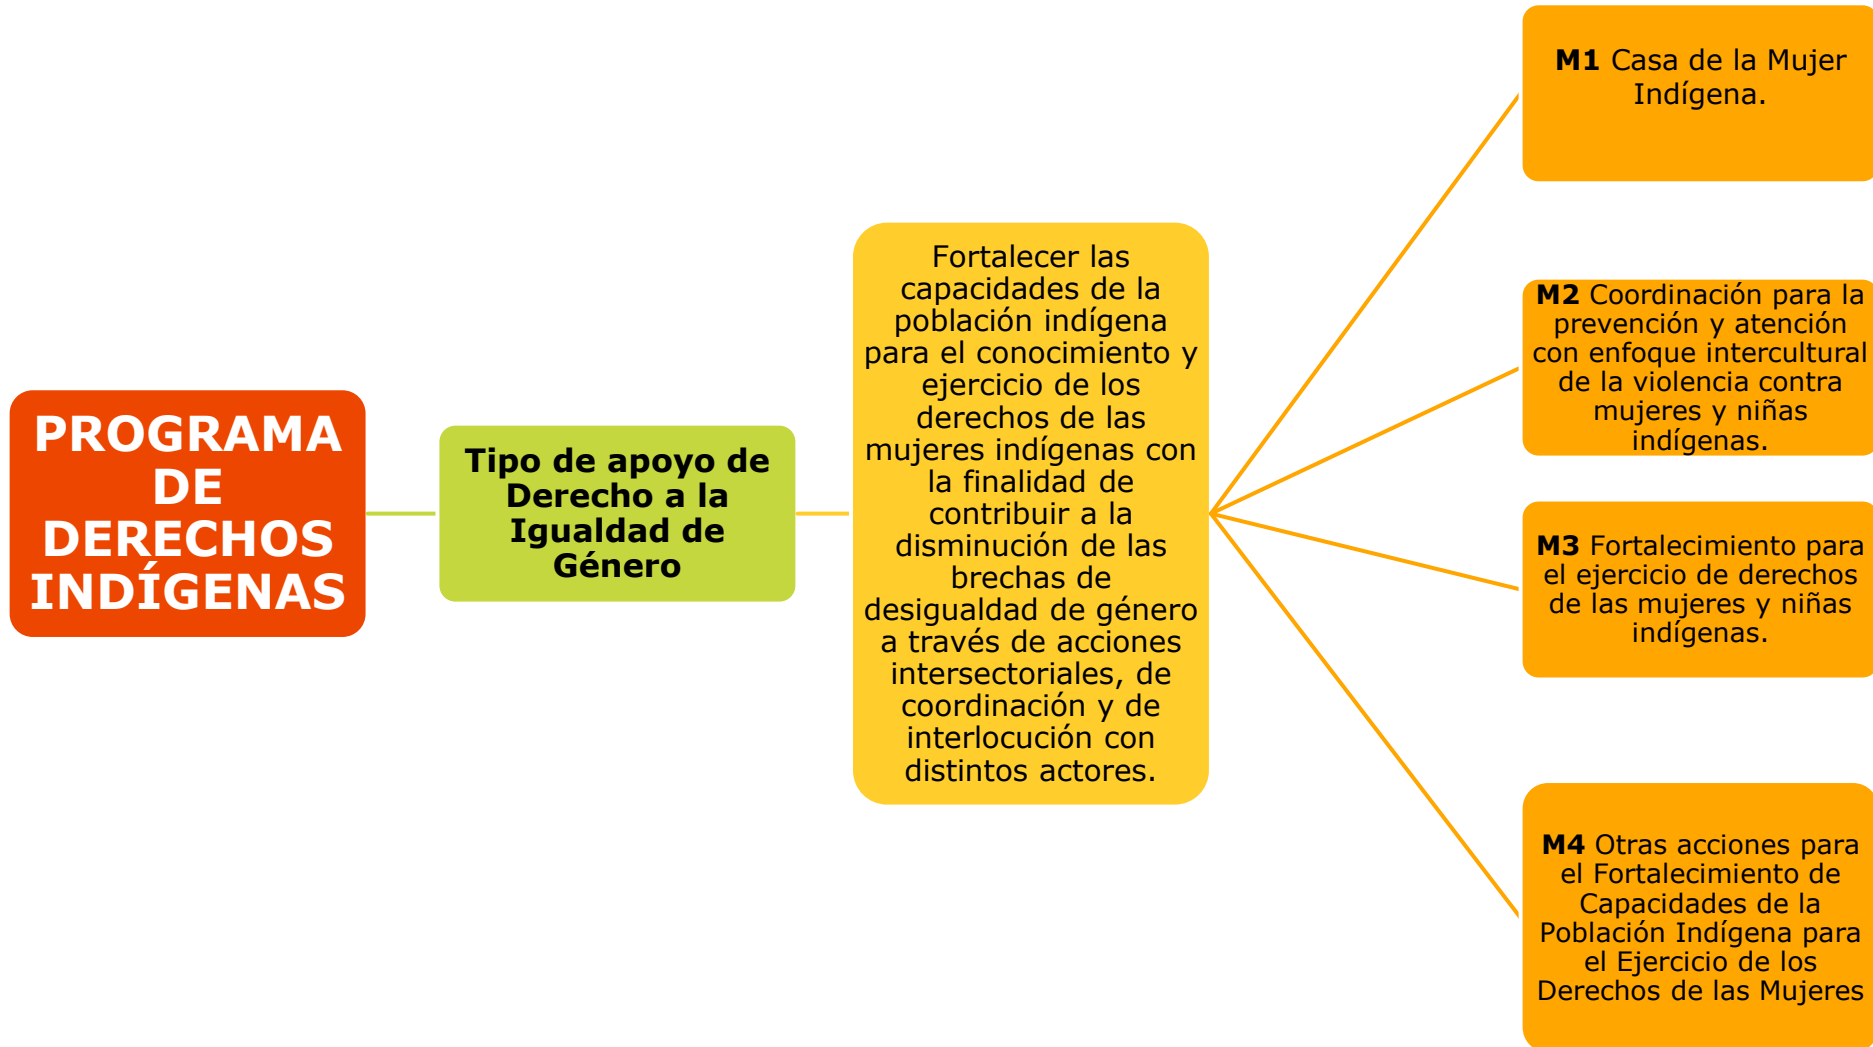 PROGRAMA
DE
DERECHOS
INDÍGENAS
Tipo de apoyo de
Derecho a la
Igualdad de
Género
Fortalecer las
capacidades de la
población indígena
para el conocimiento y
ejercicio de los
derechos de las
mujeres indígenas con
la finalidad de
contribuir a la
disminución de las
brechas de
desigualdad de género
a través de acciones
intersectoriales, de
coordinación y de
interlocución con
distintos actores.
M1 Casa de la Mujer
Indígena.
M2 Coordinación para la
prevención y atención
con enfoque intercultural
de la violencia contra
mujeres y niñas
indígenas.
M3 Fortalecimiento para
el ejercicio de derechos
de las mujeres y niñas
indígenas.
M4 Otras acciones para
el Fortalecimiento de
Capacidades de la
Población Indígena para
el Ejercicio de los
Derechos de las Mujeres